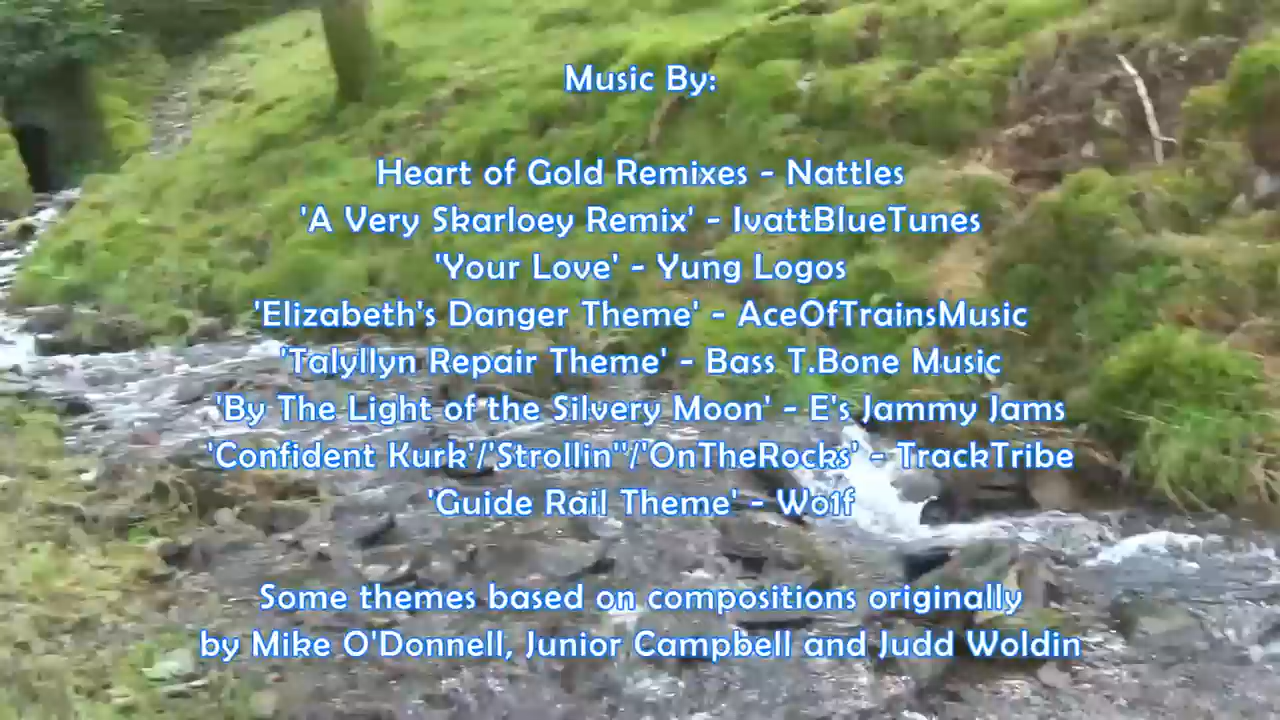 Music By:
Heart of Gold Remixes - Nattles
'A Very Skarloey Remix' - IvattBlueTunes
'Your Love' - Yung Logos
'Elizabeth's Danger Theme' - AceOfTrainsMusic
'Talyllyn Repair Theme' - Bass T.Bone Music
'By The Light of the Silvery Moon' - E's Jammy Jams
'Confident Kurk'/'Strollin''/'OnTheRocks' - TrackTribe
'Guide Rail Theme' - Wo1f
Some themes based on compositions originally
by Mike O'Donnell, Junior Campbell and Judd Woldin